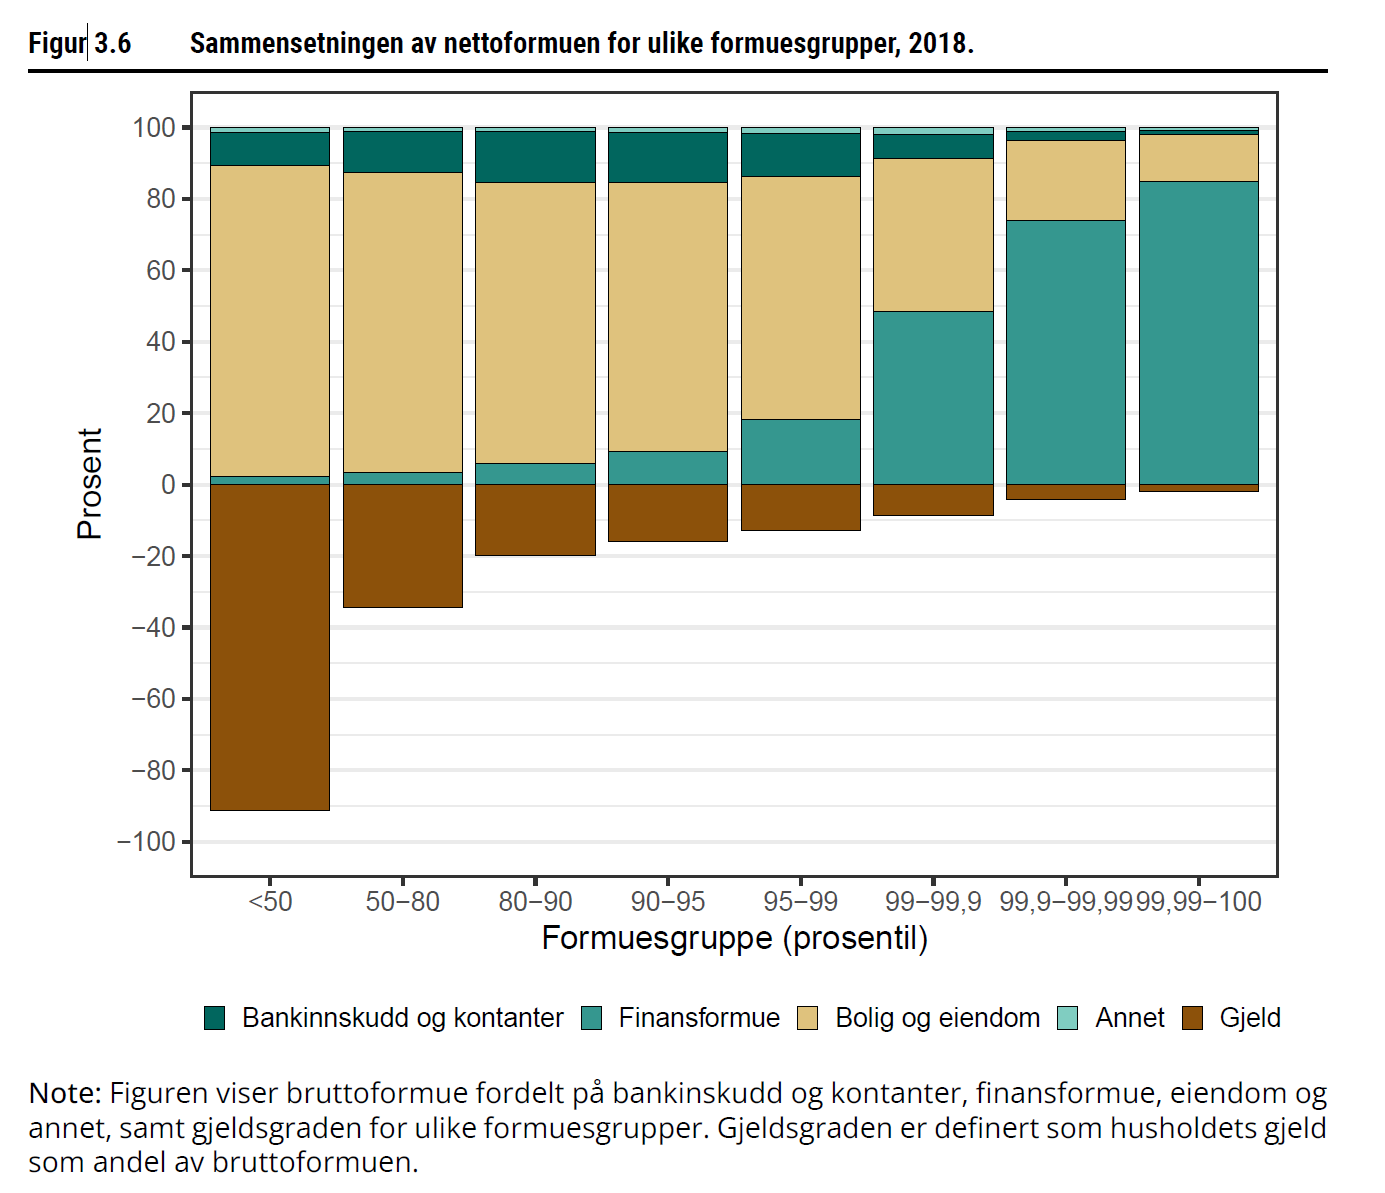 Figur 3.6 Sammensetningen av nettoformuen for ulike formuesgrupper, 2018.
100
80
60
40
20
0
−20
−40
−60
−80
−100
Prosent
<50 50−80 80−90 90−95 95−99 99−99,9 99,9−99,99 99,99−100
Formuesgruppe (prosentil)
Bankinnskudd og kontanter Finansformue Bolig og eiendom Annet Gjeld
Note: Figuren viser bruttoformue fordelt på bankinskudd og kontanter, finansformue, eiendom og
annet, samt gjeldsgraden for ulike formuesgrupper. Gjeldsgraden er definert som husholdets gjeld
som andel av bruttoformuen.